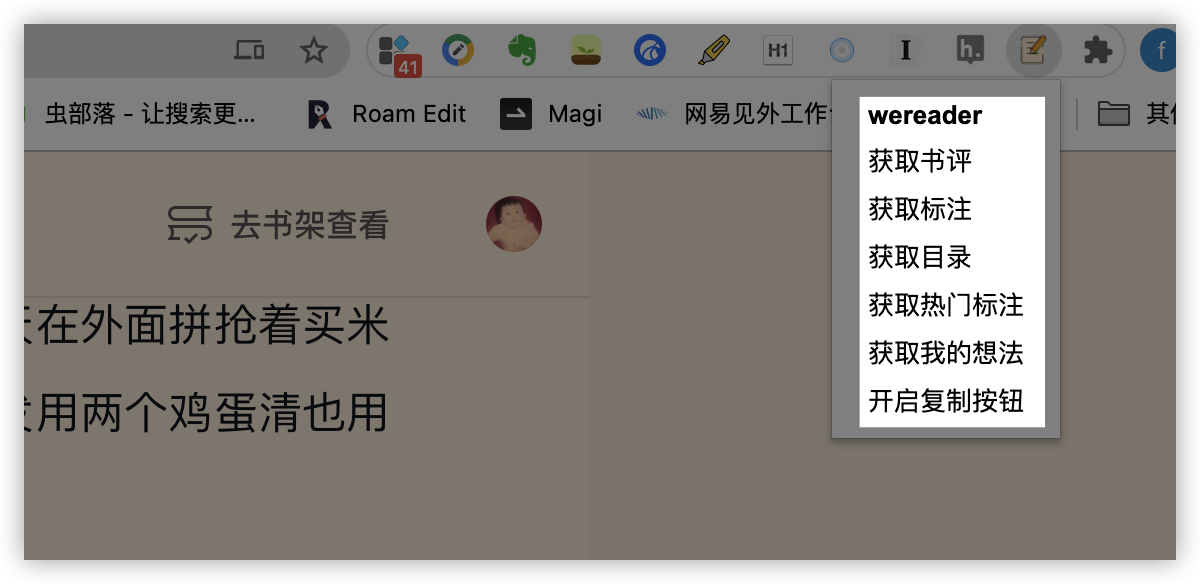 41
H1
I
h.
f
虫部落 - 让搜索更...
Roam Edit
Magi
网易见外工作
wereader
获取书评
获取标注
获取目录
获取热门标注
获取我的想法
开启复制按钮
去书架查看
在外面拼抢着买米
用两个鸡蛋清也用